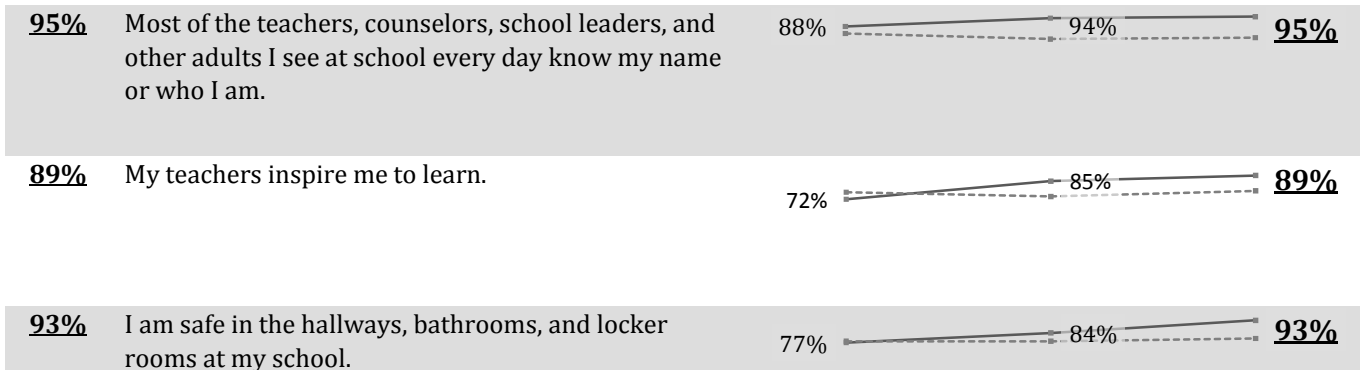 95% Most of the teachers, counselors, school leaders, and 88% 94% 95%
other adults I see at school every day know my name
or who I am.
89% My teachers inspire me to learn. 72% 85% 89%
93% I am safe in the hallways, bathrooms, and locker 77% 84% 93%
rooms at my school.